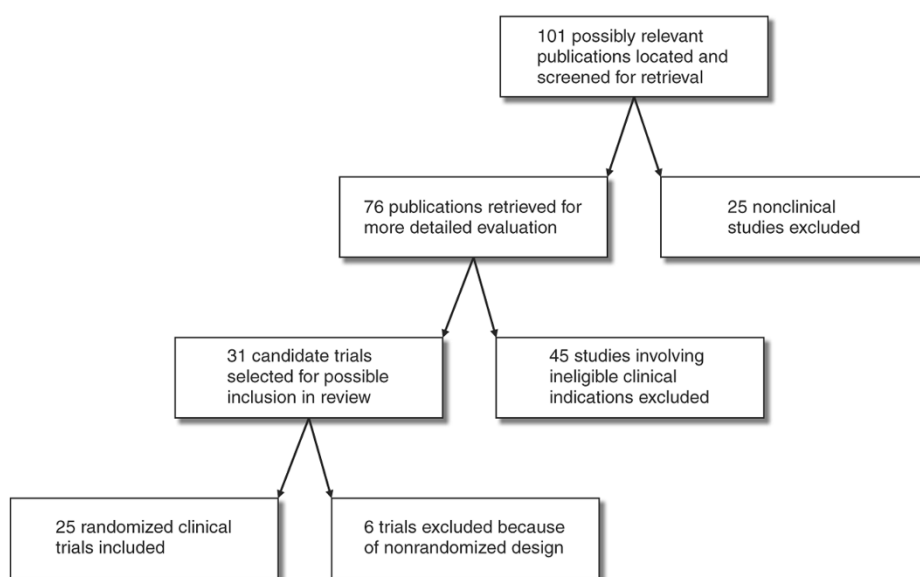 101 possibly relevant
publications located and
screened for retrieval
76 publications retrieved for
more detailed evaluation
25 nonclinical
studies excluded
31 candidate trials
selected for possible
inclusion in review
45 studies involving
ineligible clinical
indications excluded
25 randomized clinical
trials included
6 trials excluded because
of nonrandomized design